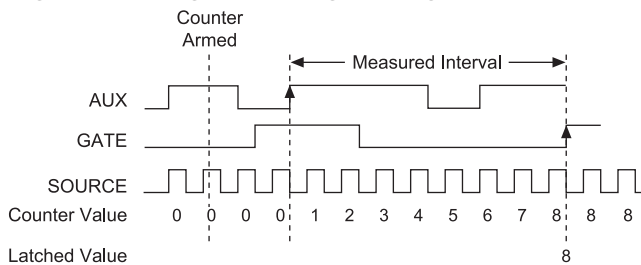 Counter
Armed
Measured Interval
AUX
GATE
SOURCE
Counter Value 0 0 0 0 1 2 3 4 5 6 7 8 8 8
Latched Value 8